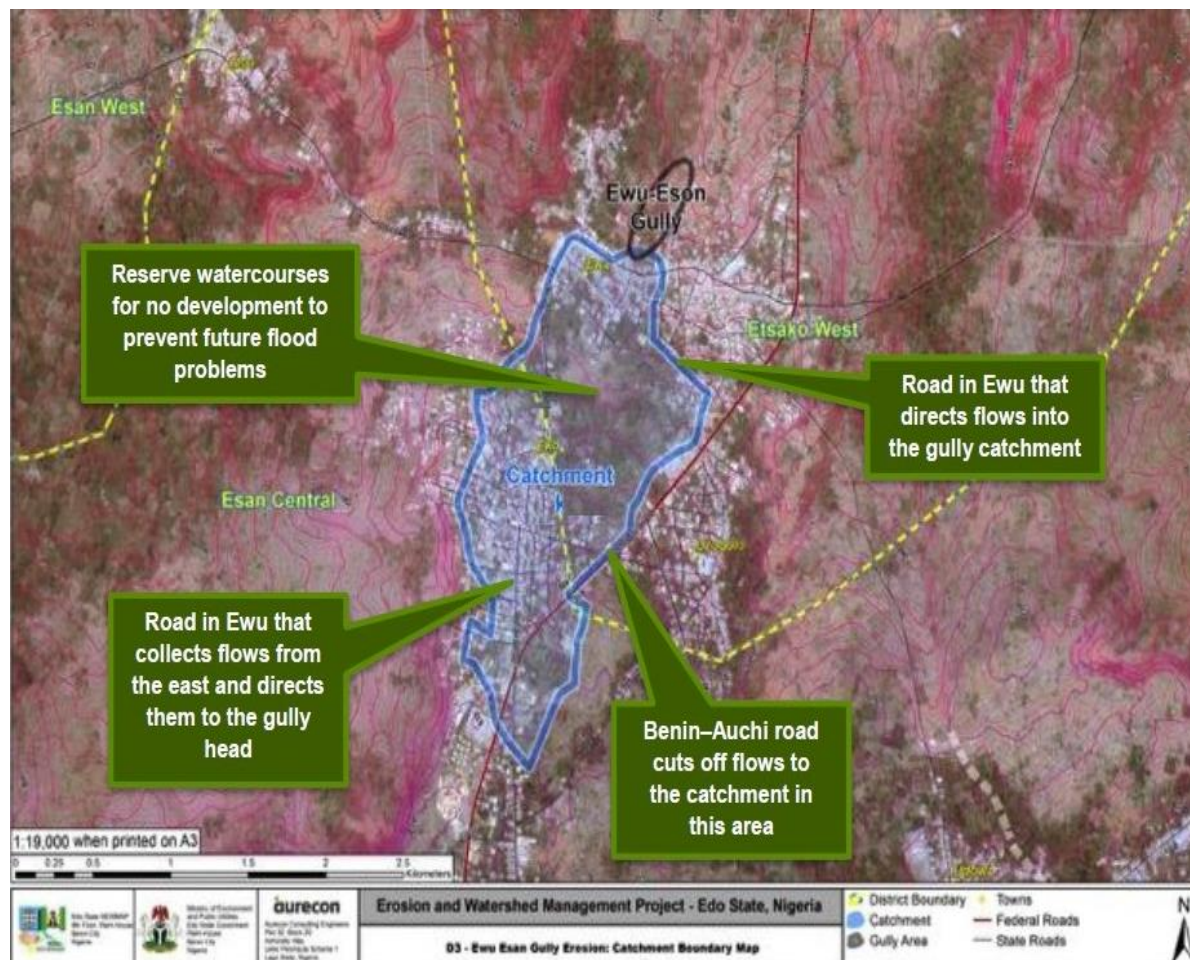 Esan West
Ewu-Eson
Gully
Reserve watercourses
for no development to
prevent future flood
problems
Etsako West
Road in Ewu that
directs flows into
the gully catchment
Catchment
Esan Central
Road in Ewu that
collects flows from
the east and directs
them to the gully
head
Benin–Auchi road
cuts off flows to
the catchment in
this area
1:19,000 when printed on A3
0 0.25 0.5 1 1.5 2 2.5
Kilometers
aurecon
Erosion and Watershed Management Project - Edo State, Nigeria
D3 - Ewu Esan Gully Erosion: Catchment Boundary Map
District Boundary
Catchment
Gully Area
Towns
Federal Roads
State Roads
N